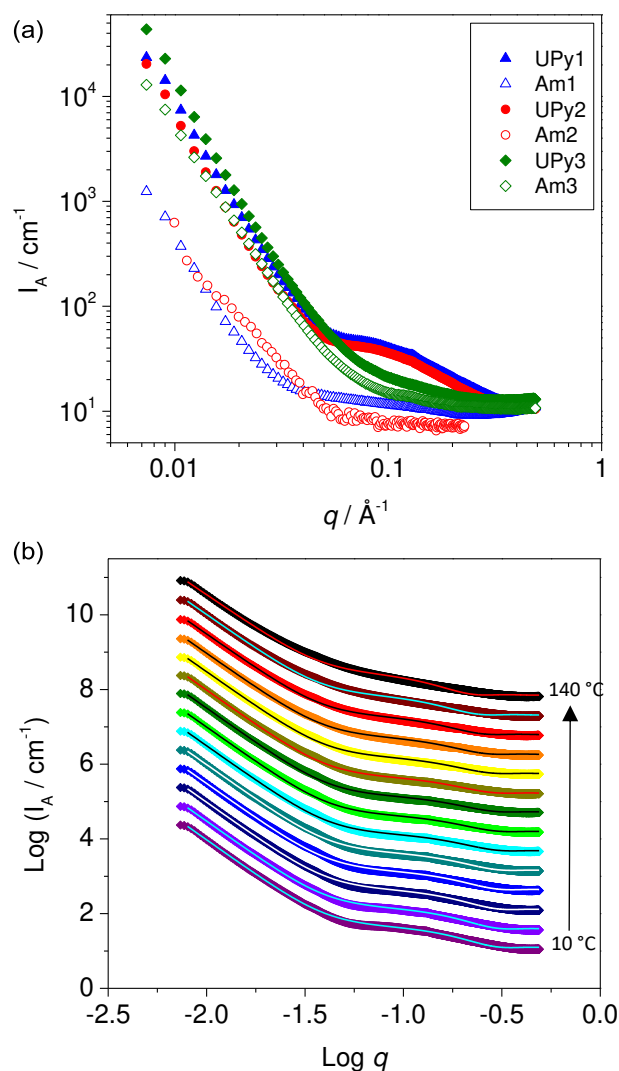 (a)
10⁴
10³
10²
10¹
I_A / cm⁻¹
UPy1
Am1
UPy2
Am2
UPy3
Am3
0.01
0.1
1
q / Å⁻¹
(b)
10
8
6
4
2
0
Log (I_A / cm⁻¹)
140 °C
10 °C
-2.5
-2.0
-1.5
-1.0
-0.5
0.0
Log q